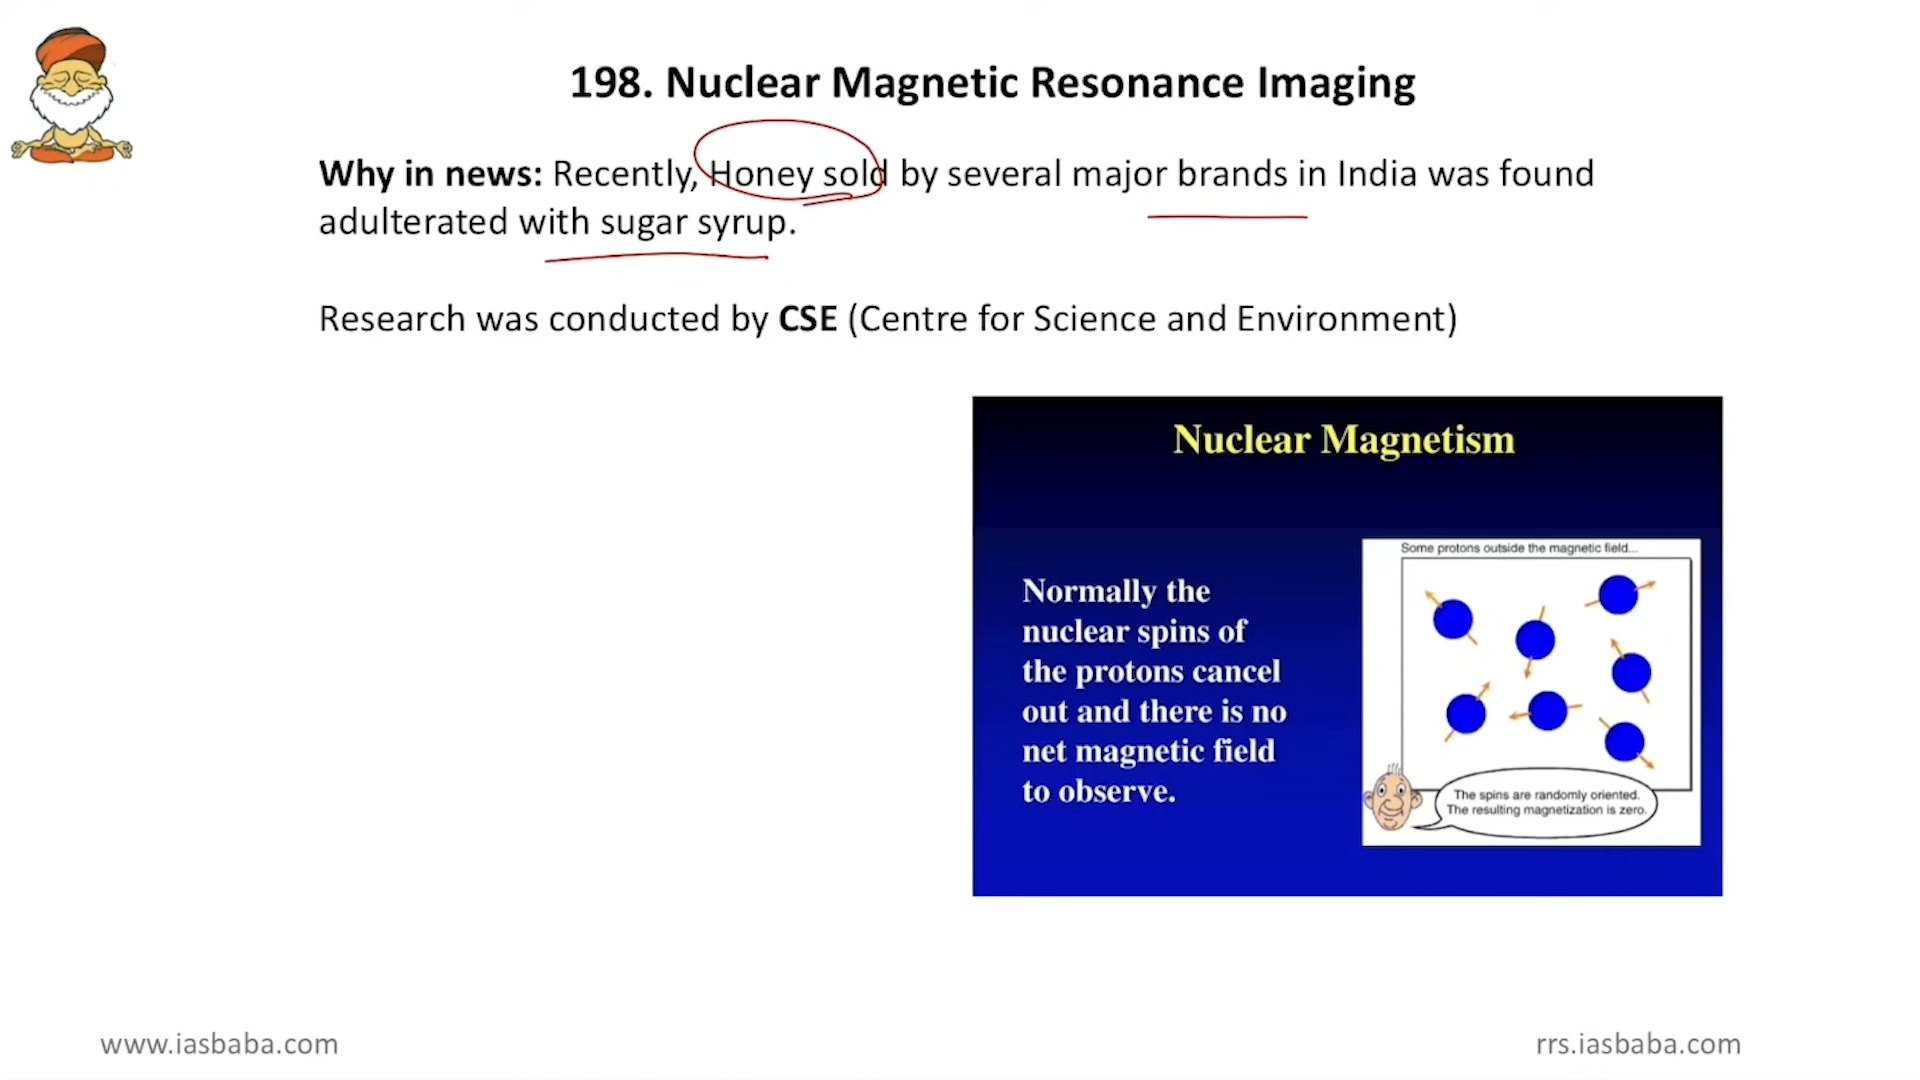 198. Nuclear Magnetic Resonance Imaging
Why in news: Recently, Honey sold by several major brands in India was found
adulterated with sugar syrup.
Research was conducted by CSE (Centre for Science and Environment)
Nuclear Magnetism
Normally the
nuclear spins of
the protons cancel
out and there is no
net magnetic field
to observe.
Some protons outside the magnetic field...
The spins are randomly oriented.
The resulting magnetization is zero.
www.iasbaba.com
rrs.iasbaba.com